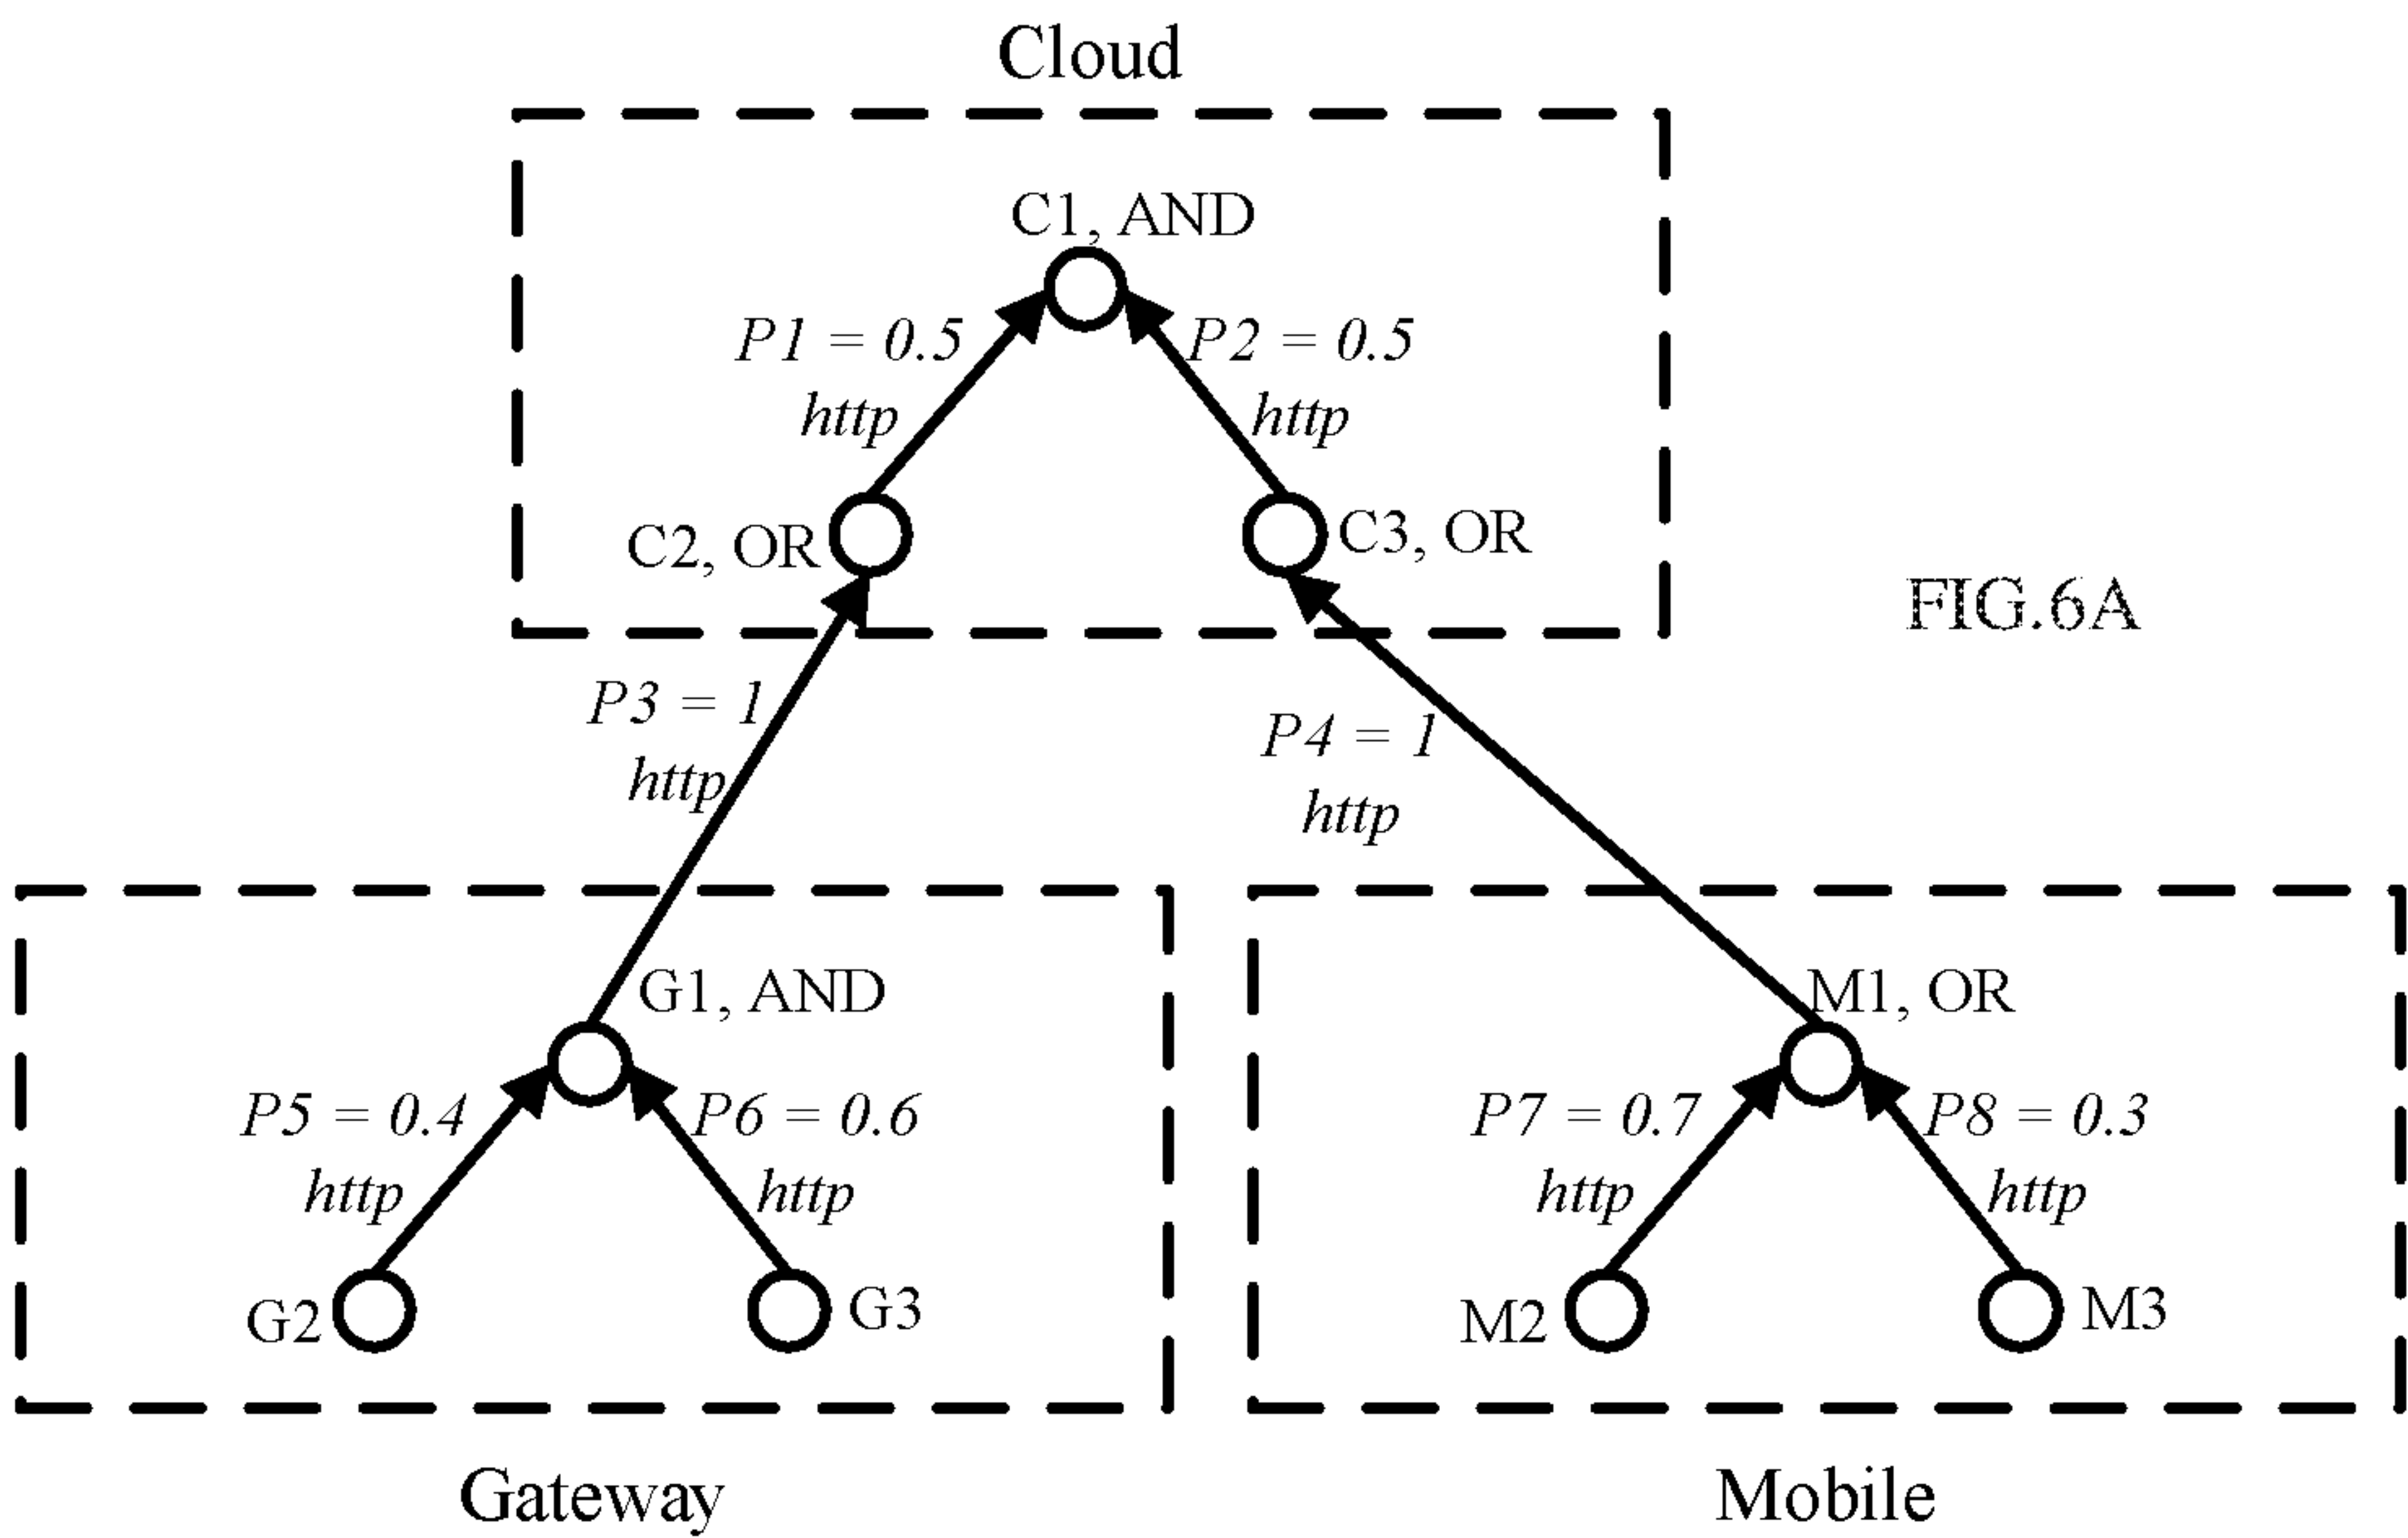 Cloud
C1, AND
P1 = 0.5
http
P2 = 0.5
http
C2, OR
C3, OR
FIG.6A
P3 = 1
http
P4 = 1
http
G1, AND
M1, OR
P5 = 0.4
http
P6 = 0.6
http
P7 = 0.7
http
P8 = 0.3
http
G2
G3
M2
M3
Gateway
Mobile